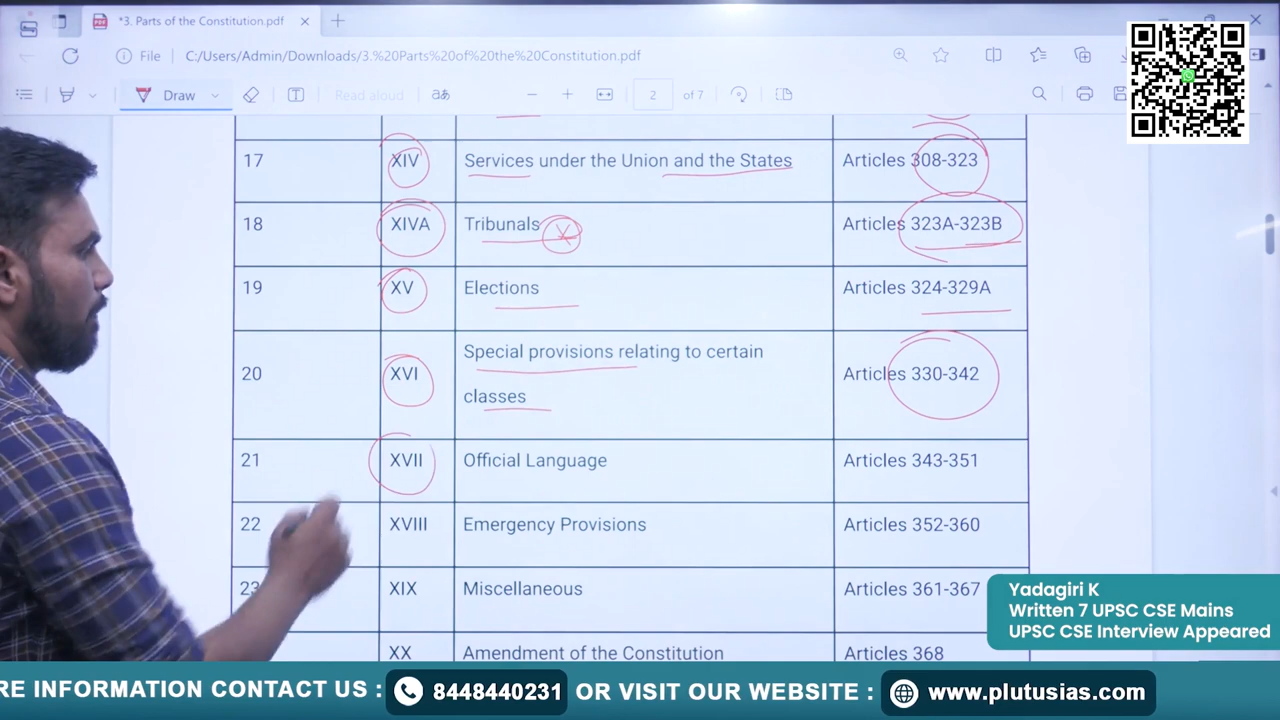 *3. Parts of the Constitution.pdf
File C:/Users/Admin/Downloads/3.%20Parts%20of%20the%20Constitution.pdf
Draw Read aloud aあ 2 of 7
17 XIV Services under the Union and the States Articles 308-323
18 XIVA Tribunals Articles 323A-323B
19 XV Elections Articles 324-329A
20 XVI Special provisions relating to certain Articles 330-342
classes
21 XVII Official Language Articles 343-351
22 XVIII Emergency Provisions Articles 352-360
23 XIX Miscellaneous Articles 361-367
XX Amendment of the Constitution Articles 368
Yadagiri K
Written 7 UPSC CSE Mains
UPSC CSE Interview Appeared
RE INFORMATION CONTACT US : 8448440231 OR VISIT OUR WEBSITE : www.plutusias.com